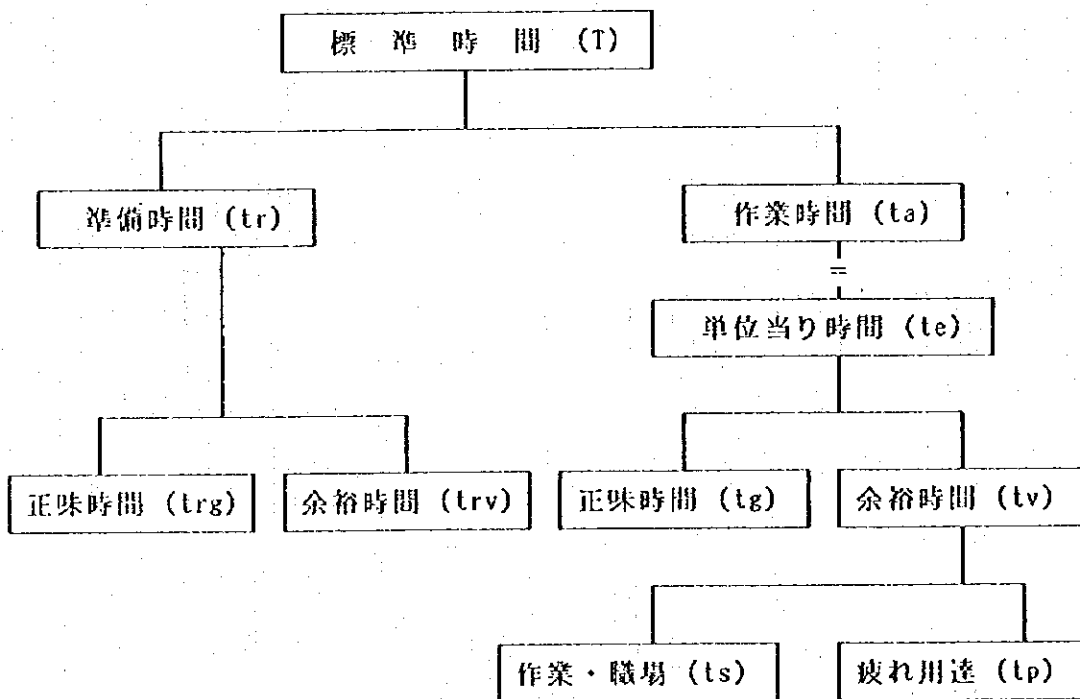 標準時間 (T)
準備時間 (tr)
作業時間 (ta)
=
単位当り時間 (te)
正味時間 (trg)
余裕時間 (trv)
正味時間 (tg)
余裕時間 (tv)
作業・職場 (ts)
疲れ用達 (tp)